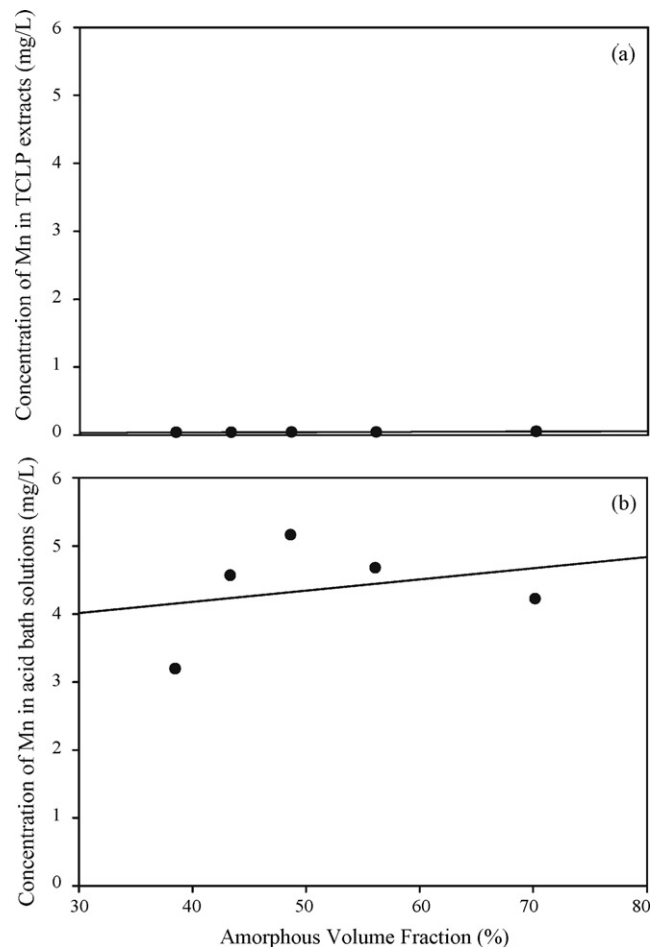 (a)
Concentration of Mn in TCLP extracts (mg/L)
6
5
4
3
2
1
0
(b)
Concentration of Mn in acid bath solutions (mg/L)
6
5
4
3
2
1
0
30 40 50 60 70 80
Amorphous Volume Fraction (%)